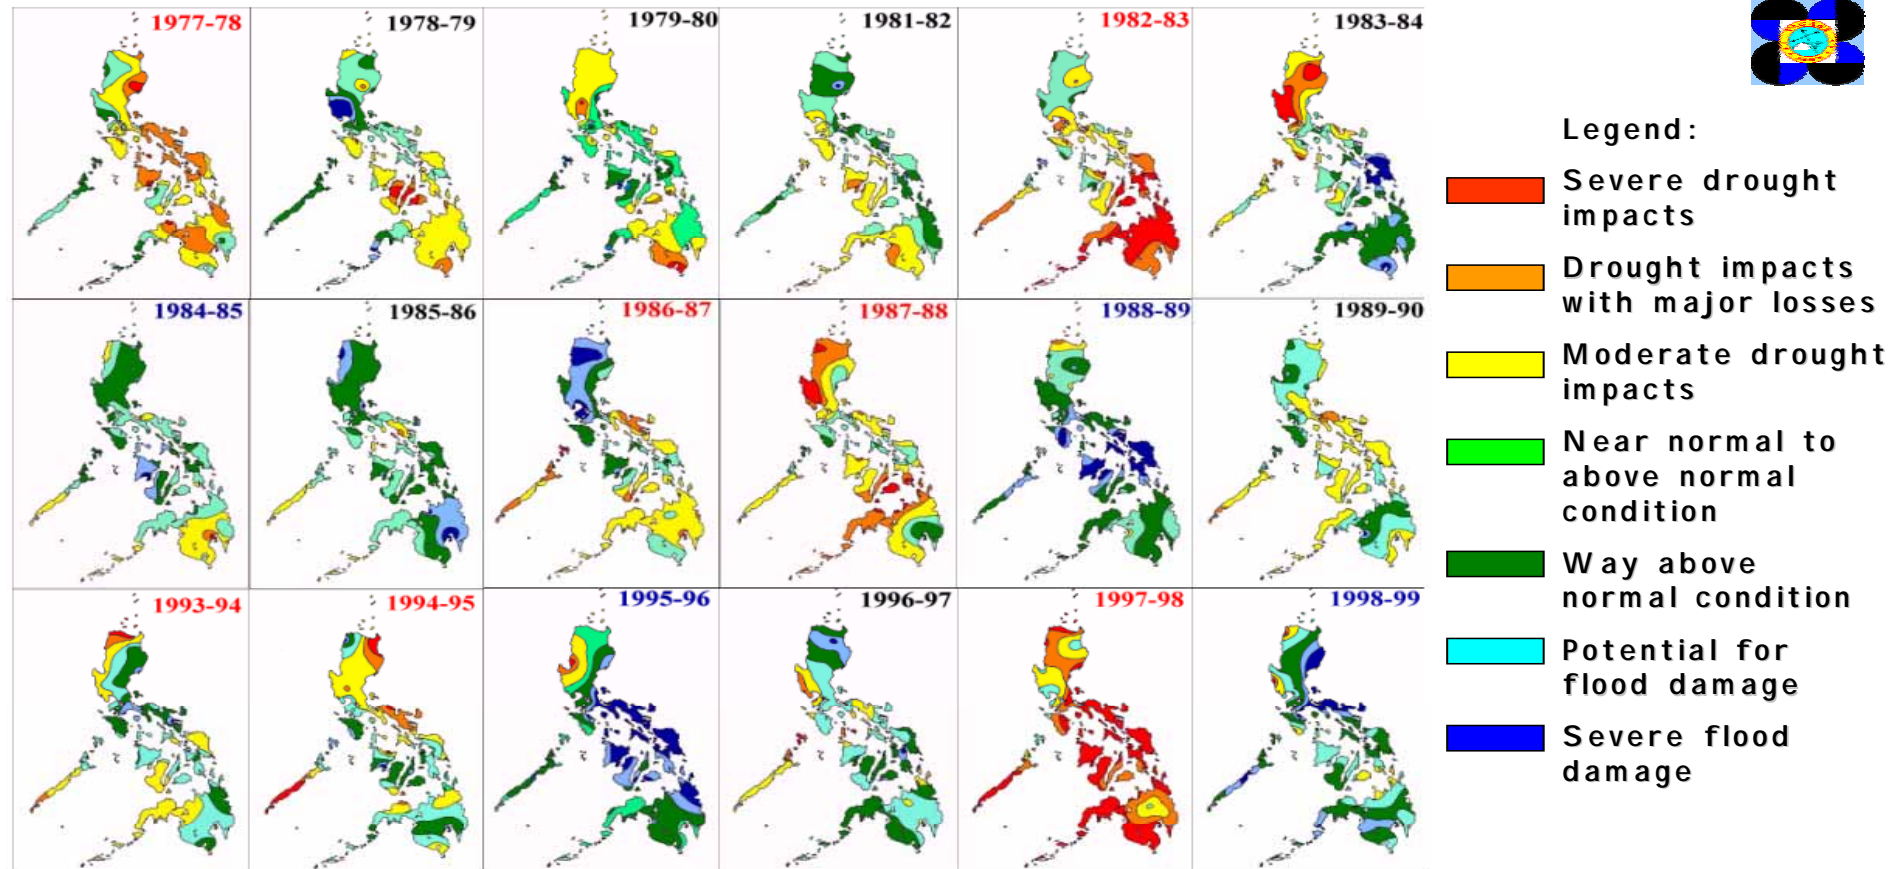 1977-78
1978-79
1979-80
1981-82
1982-83
1983-84
1984-85
1985-86
1986-87
1987-88
1988-89
1989-90
1993-94
1994-95
1995-96
1996-97
1997-98
1998-99
Legend:
Severe drought
impacts
Drought impacts
with major losses
Moderate drought
impacts
Near normal to
above normal
condition
Way above
normal condition
Potential for
flood damage
Severe flood
damage